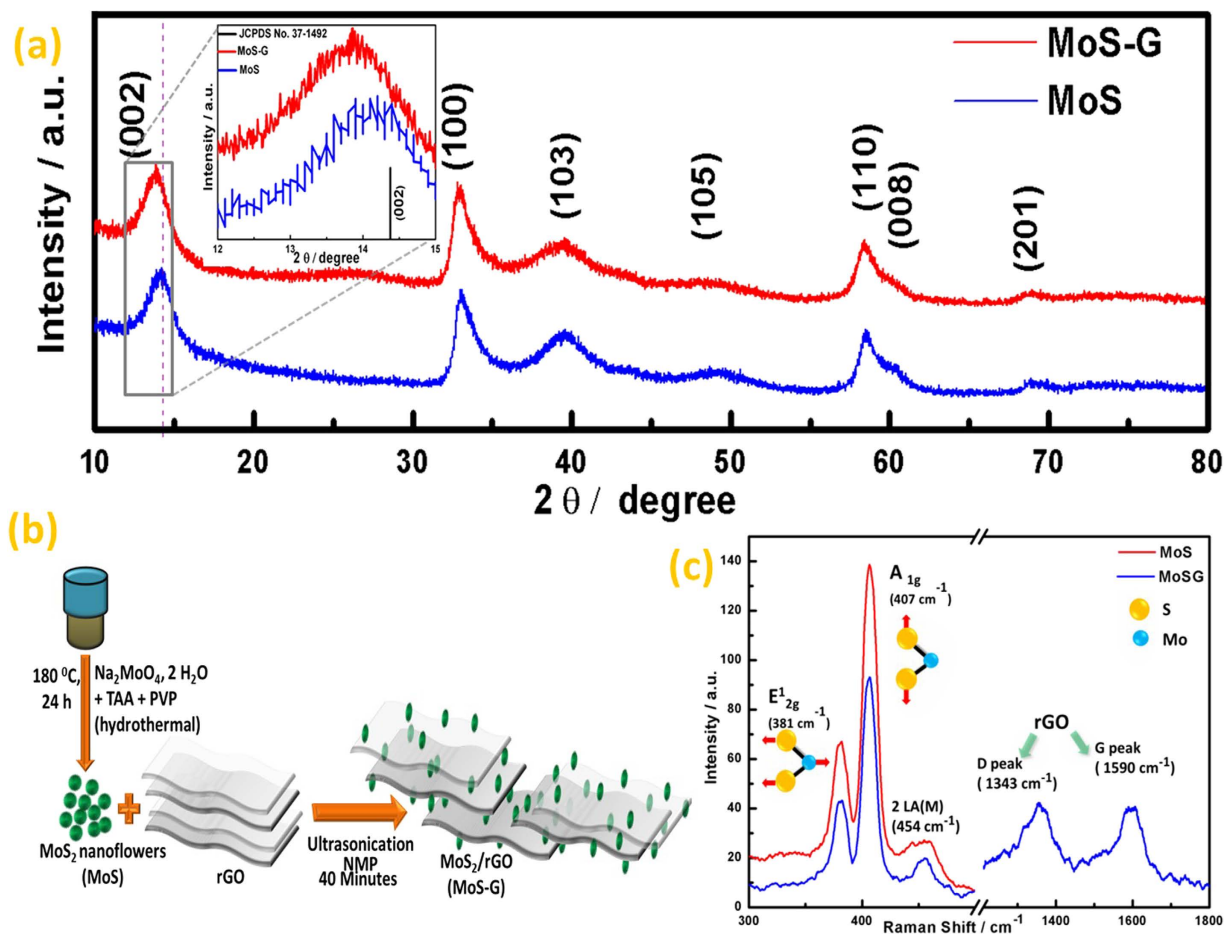 (a)
MoS-G
MoS
JCPDS No. 37-1492
MoS-G
MoS
Intensity / a.u.
(002)
12 13 14 15
2 θ / degree
(002)
(100)
(103)
(105)
(110)
(008)
(201)
Intensity / a.u.
10 20 30 40 50 60 70 80
2 θ / degree
(b)
180 ⁰C,
24 h
Na₂MoO₄, 2 H₂O
+ TAA + PVP
(hydrothermal)
MoS₂ nanoflowers
(MoS)
rGO
Ultrasonication
NMP
40 Minutes
MoS₂/rGO
(MoS-G)
(c)
MoS
MoSG
S
Mo
A 1g
(407 cm⁻¹)
E¹2g
(381 cm⁻¹)
2 LA(M)
(454 cm⁻¹)
rGO
D peak
( 1343 cm⁻¹)
G peak
( 1590 cm⁻¹)
Intensity / a.u.
140
120
100
80
60
40
20
0
300 400 1400 1600 1800
Raman Shift / cm⁻¹